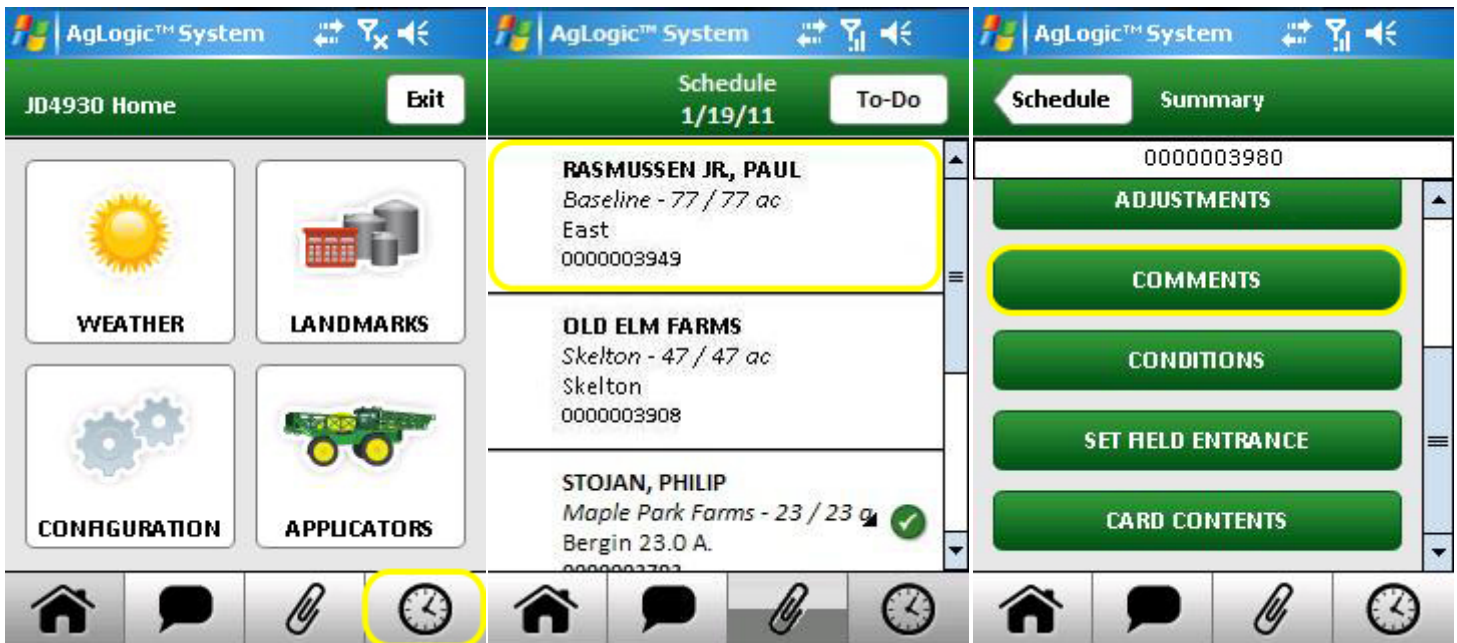 AgLogic™ System
JD4930 Home
Exit
WEATHER
LANDMARKS
CONFIGURATION
APPLICATORS
AgLogic™ System
Schedule
1/19/11
To-Do
RASMUSSEN JR., PAUL
Baseline - 77 / 77 ac
East
0000003949
OLD ELM FARMS
Skelton - 47 / 47 ac
Skelton
0000003908
STOJAN, PHILIP
Maple Park Farms - 23 / 23 a
Bergin 23.0 A.
AgLogic™ System
Schedule
Summary
0000003980
ADJUSTMENTS
COMMENTS
CONDITIONS
SET FIELD ENTRANCE
CARD CONTENTS